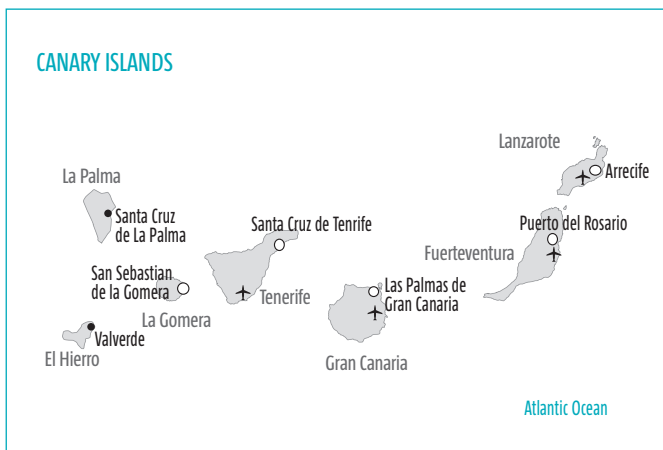 CANARY ISLANDS
Lanzarote
Arrecife
La Palma
Santa Cruz
de La Palma
Santa Cruz de Tenrife
Puerto del Rosario
Fuerteventura
San Sebastian
de la Gomera
Las Palmas de
Gran Canaria
Tenerife
La Gomera
Valverde
El Hierro
Gran Canaria
Atlantic Ocean